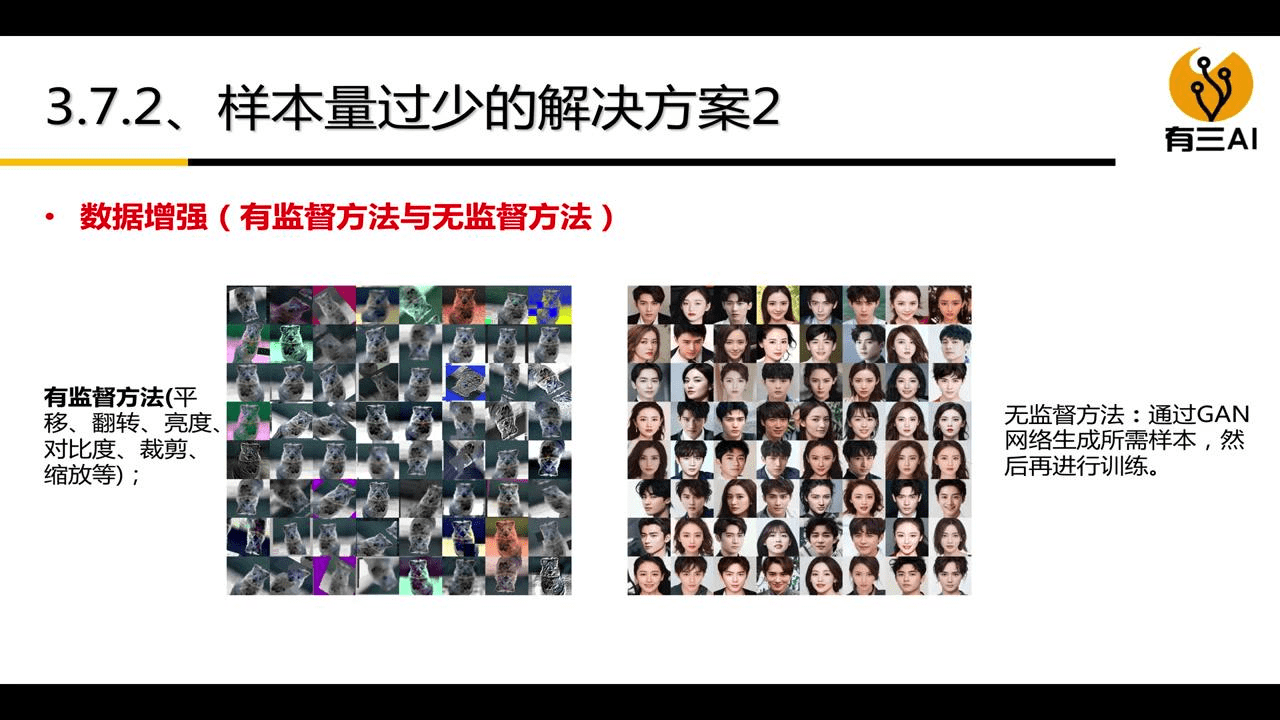 3.7.2、样本量过少的解决方案2
有三AI
• 数据增强（有监督方法与无监督方法）
有监督方法(平
移、翻转、亮度、
对比度、裁剪、
缩放等)；
无监督方法：通过GAN
网络生成所需样本，然
后再进行训练。